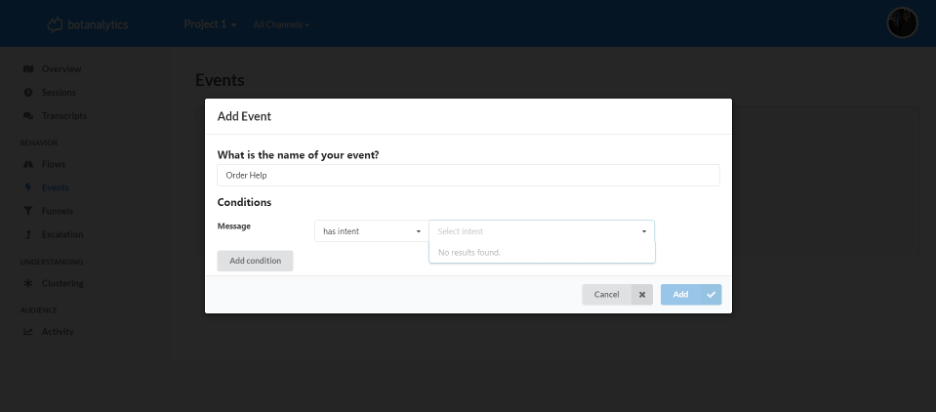 botanalytics
Project 1
All Channels
Overview
Sessions
Transcripts
BEHAVIOR
Flows
Events
Funnels
Escalation
UNDERSTANDING
Clustering
AUDIENCE
Activity
Events
Add Event
What is the name of your event?
Order Help
Conditions
Message
has intent
Select intent
No results found.
Add condition
Cancel
Add